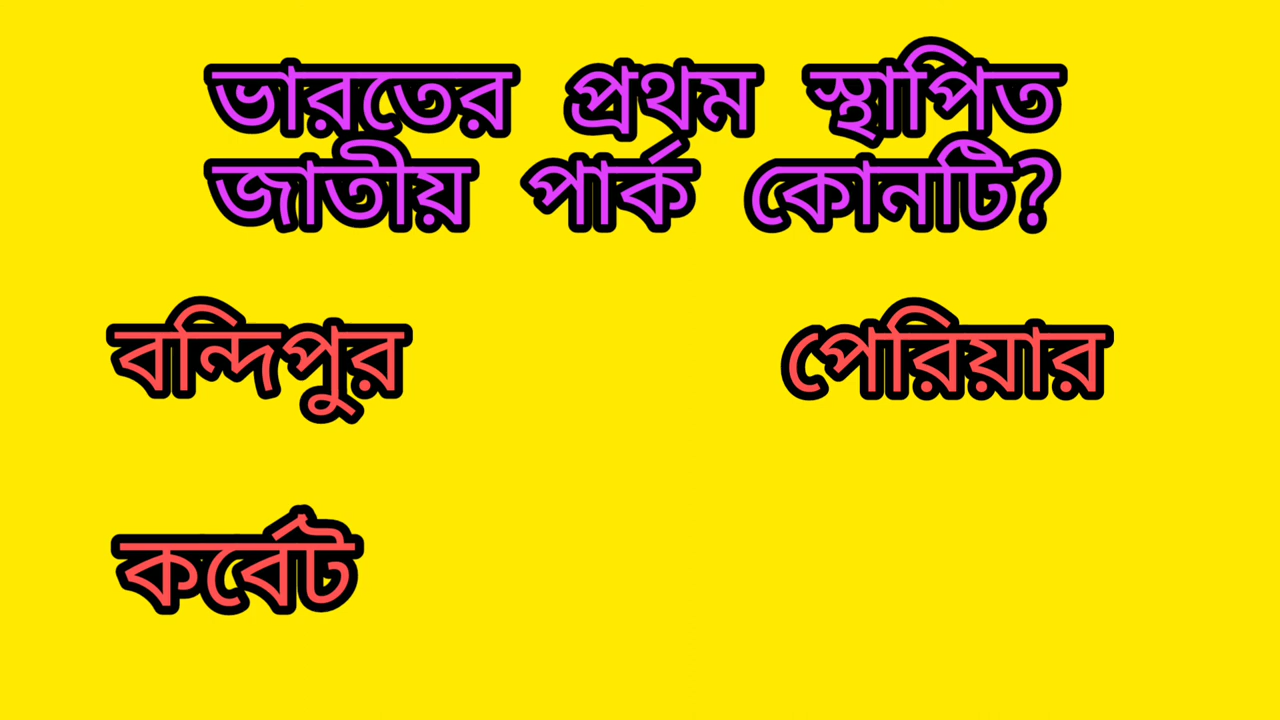 ভারতের প্রথম স্থাপিত
জাতীয় পার্ক কোনটি?
বন্দিপুর
পেরিয়ার
কর্বেট